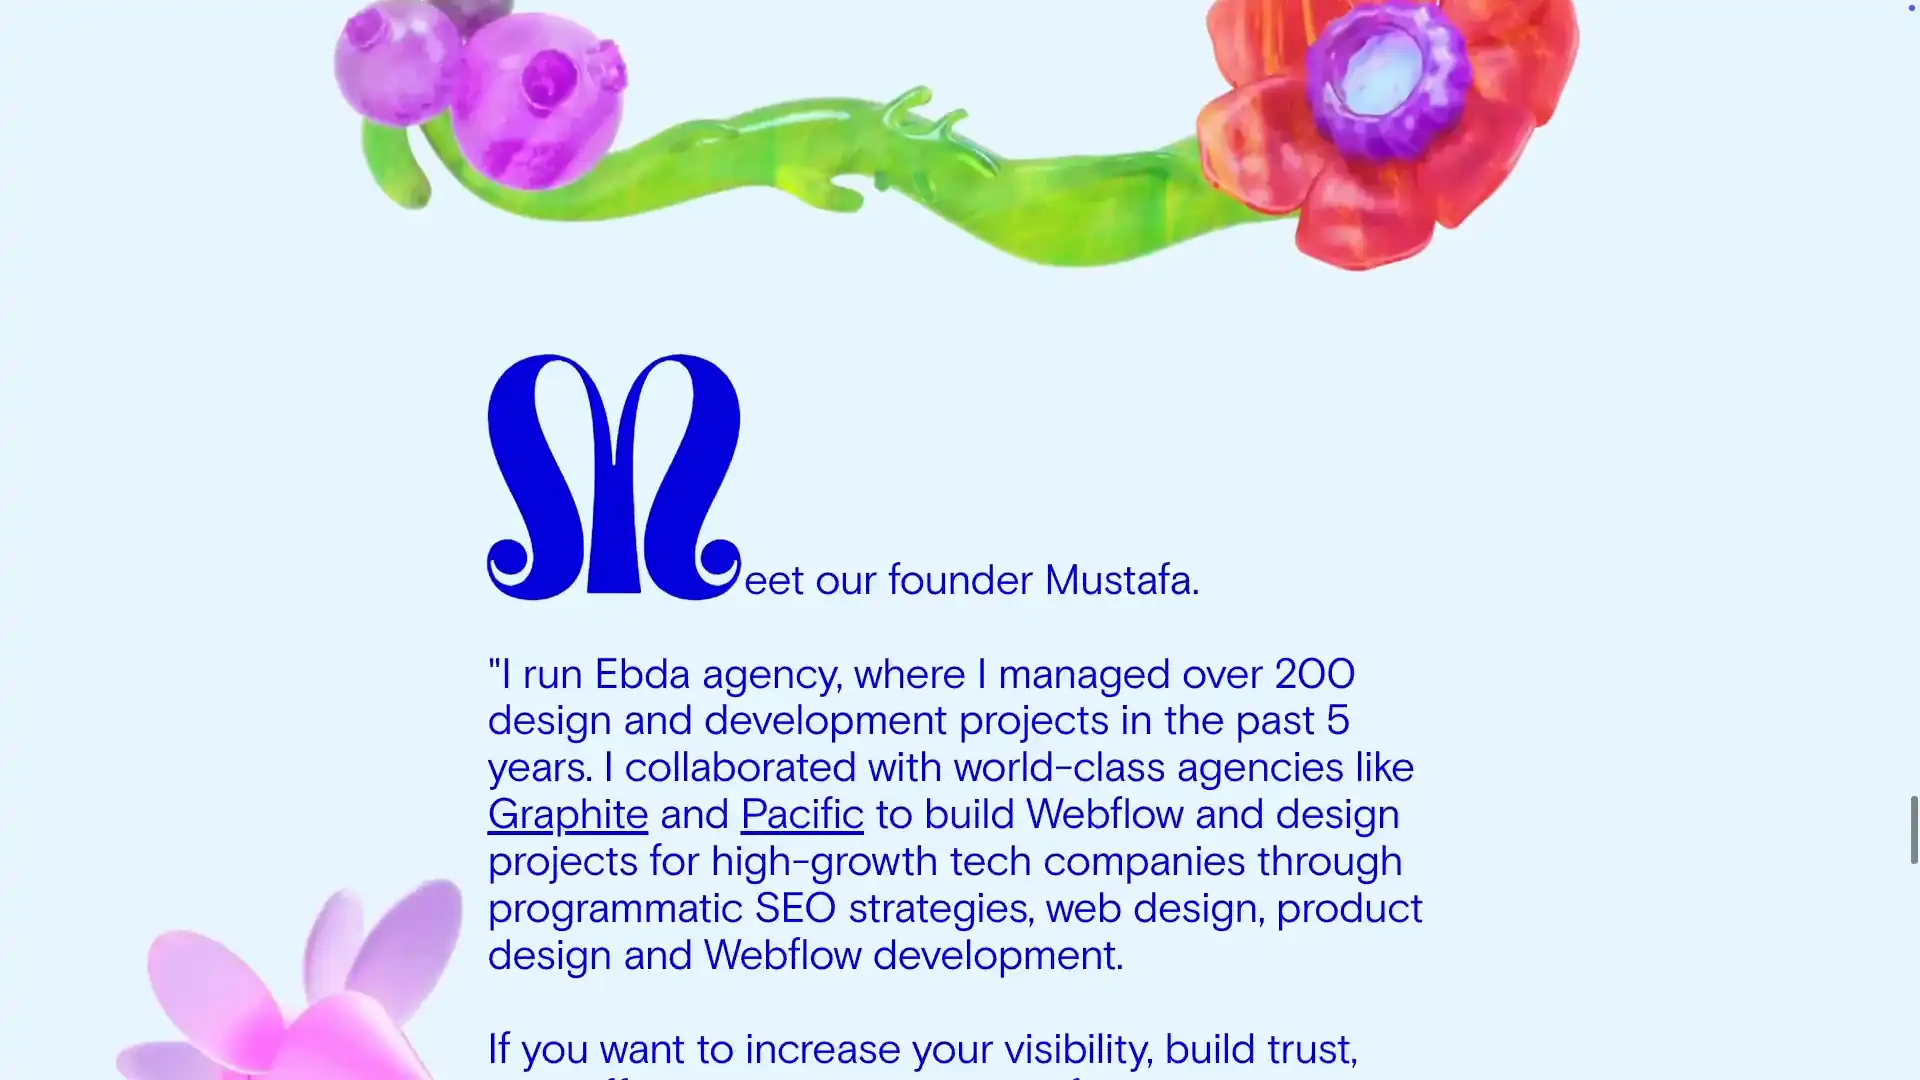 Meet our founder Mustafa.
"I run Ebda agency, where I managed over 200
design and development projects in the past 5
years. I collaborated with world-class agencies like
Graphite and Pacific to build Webflow and design
projects for high-growth tech companies through
programmatic SEO strategies, web design, product
design and Webflow development.
If you want to increase your visibility, build trust,